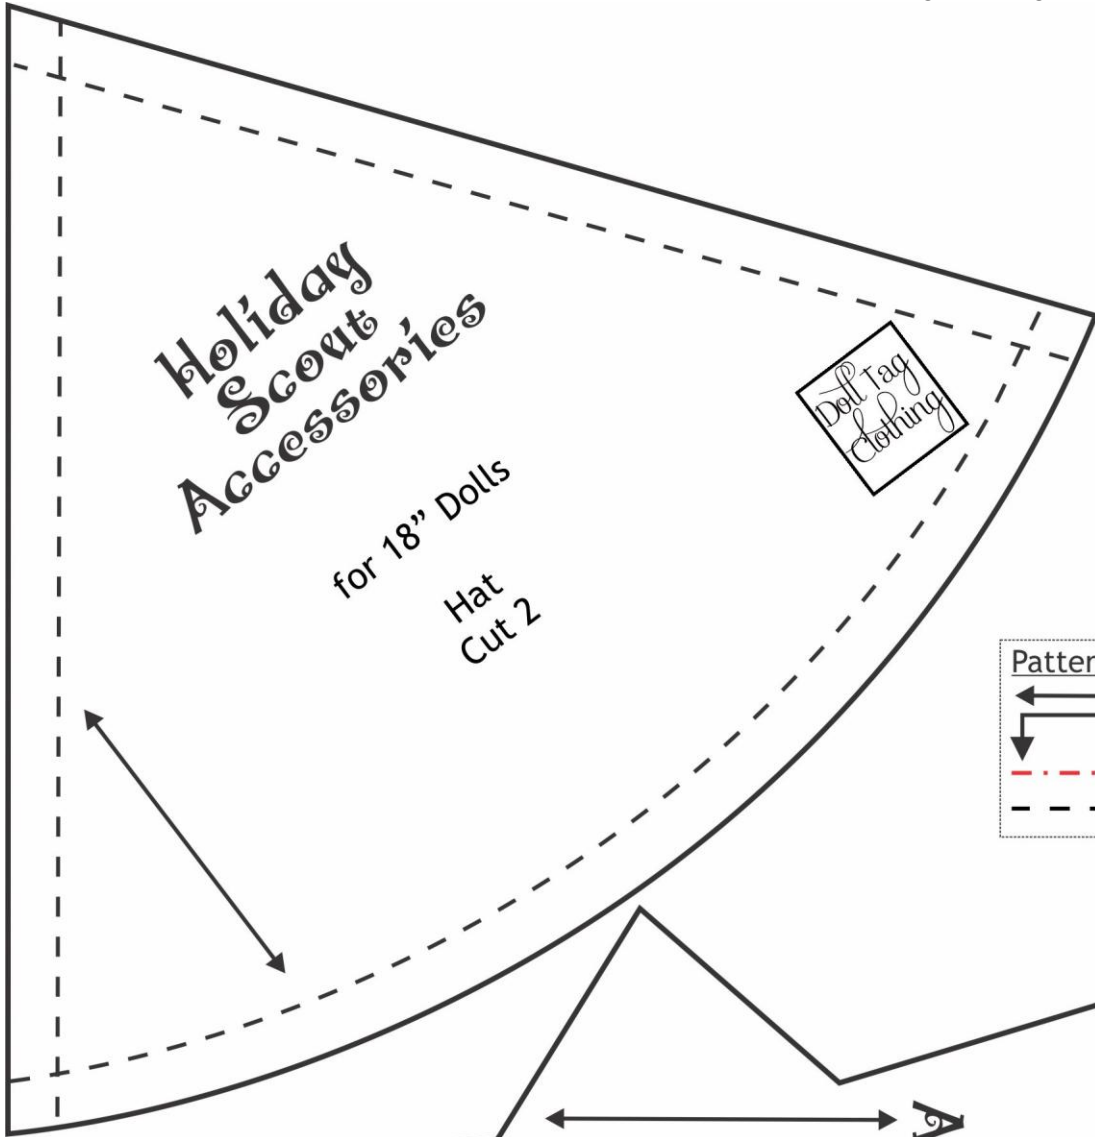 Holiday
Scout
Accessories
for 18” Dolls
Hat
Cut 2
Doll Tag
Clothing
Patter
A